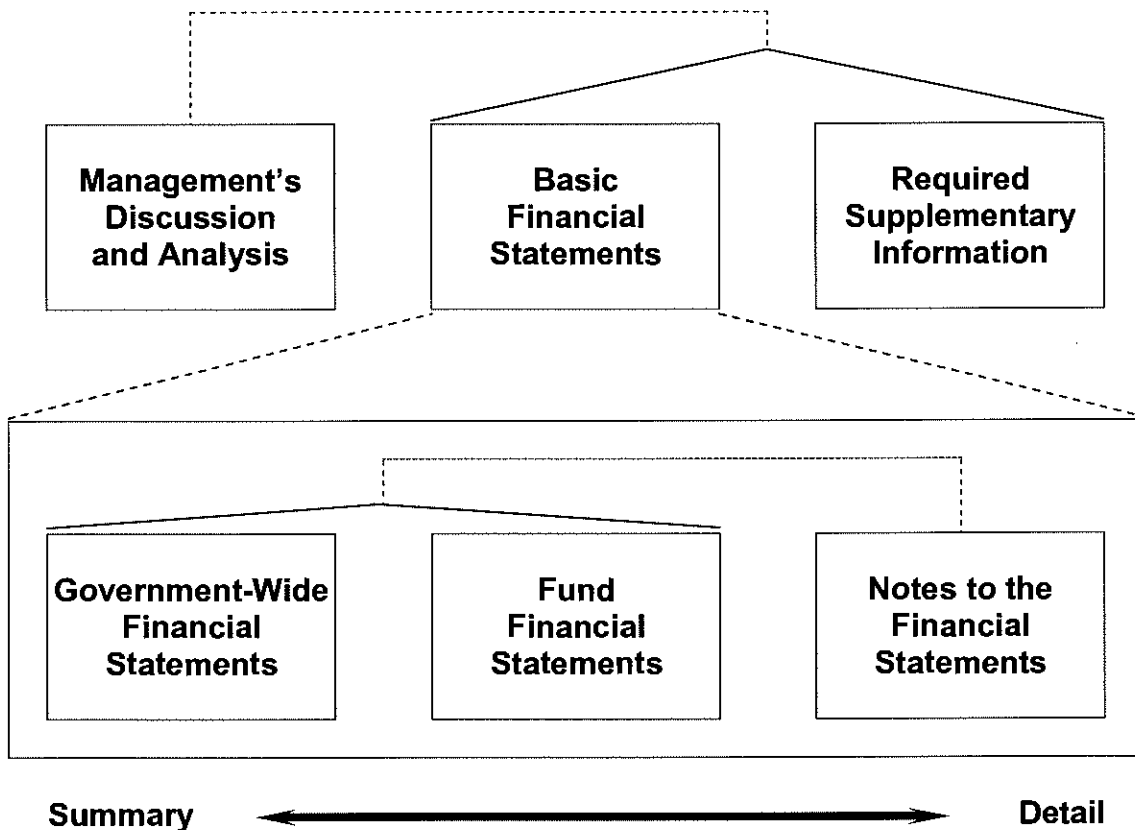 Management's
Discussion
and Analysis
Basic
Financial
Statements
Required
Supplementary
Information
Government-Wide
Financial
Statements
Fund
Financial
Statements
Notes to the
Financial
Statements
Summary
Detail